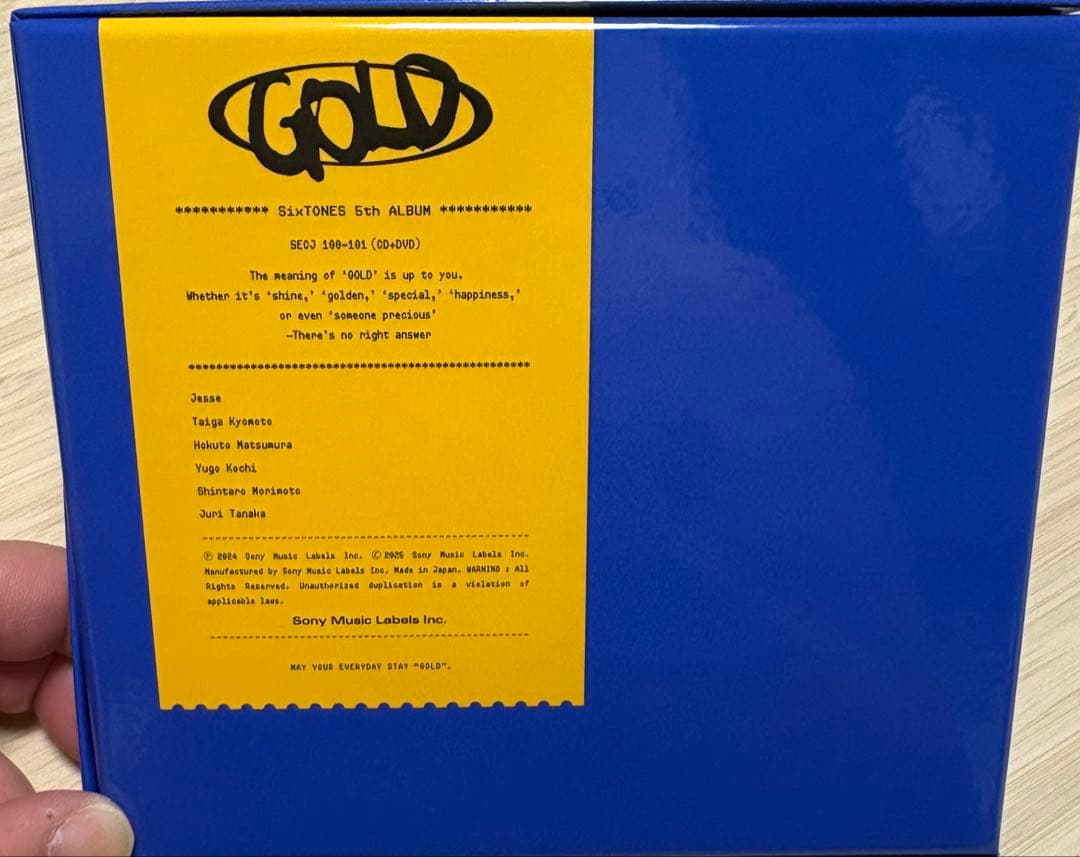 GOLD
*********** SixTONES 5th ALBUM ***********
SECJ 100~101 (CD+DVD)
The meaning of ‘GOLD’ is up to you.
Whether it's ‘shine,’ ‘golden,’ ‘special,’ ‘happiness,’
or even ‘someone precious’
—There's no right answer
**************************************************
Jesse
Taiga Kyomoto
Hokuto Matsumura
Yugo Kochi
Shintaro Morimoto
Juri Tanaka
Ⓟ 2024 Sony Music Labels Inc. Ⓒ 2025 Sony Music Labels Inc.
Manufactured by Sony Music Labels Inc. Made in Japan. WARNING : All
Rights Reserved. Unauthorized duplication is a violation of
applicable laws.
Sony Music Labels Inc.
MAY YOUR EVERYDAY STAY "GOLD".